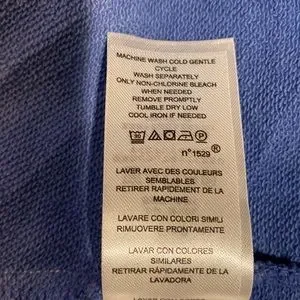 MACHINE WASH COLD GENTLE
CYCLE
WASH SEPARATELY
ONLY NON-CHLORINE BLEACH
WHEN NEEDED
REMOVE PROMPTLY
TUMBLE DRY LOW
COOL IRON IF NEEDED
n°1529®
LAVER AVEC DES COULEURS
SEMBLABLES
RETIRER RAPIDEMENT DE LA
MACHINE
LAVARE CON COLORI SIMILI
RIMUOVERE PRONTAMENTE
LAVAR CON COLORES
SIMILARES
RETIRAR RÁPIDAMENTE DE LA
LAVADORA